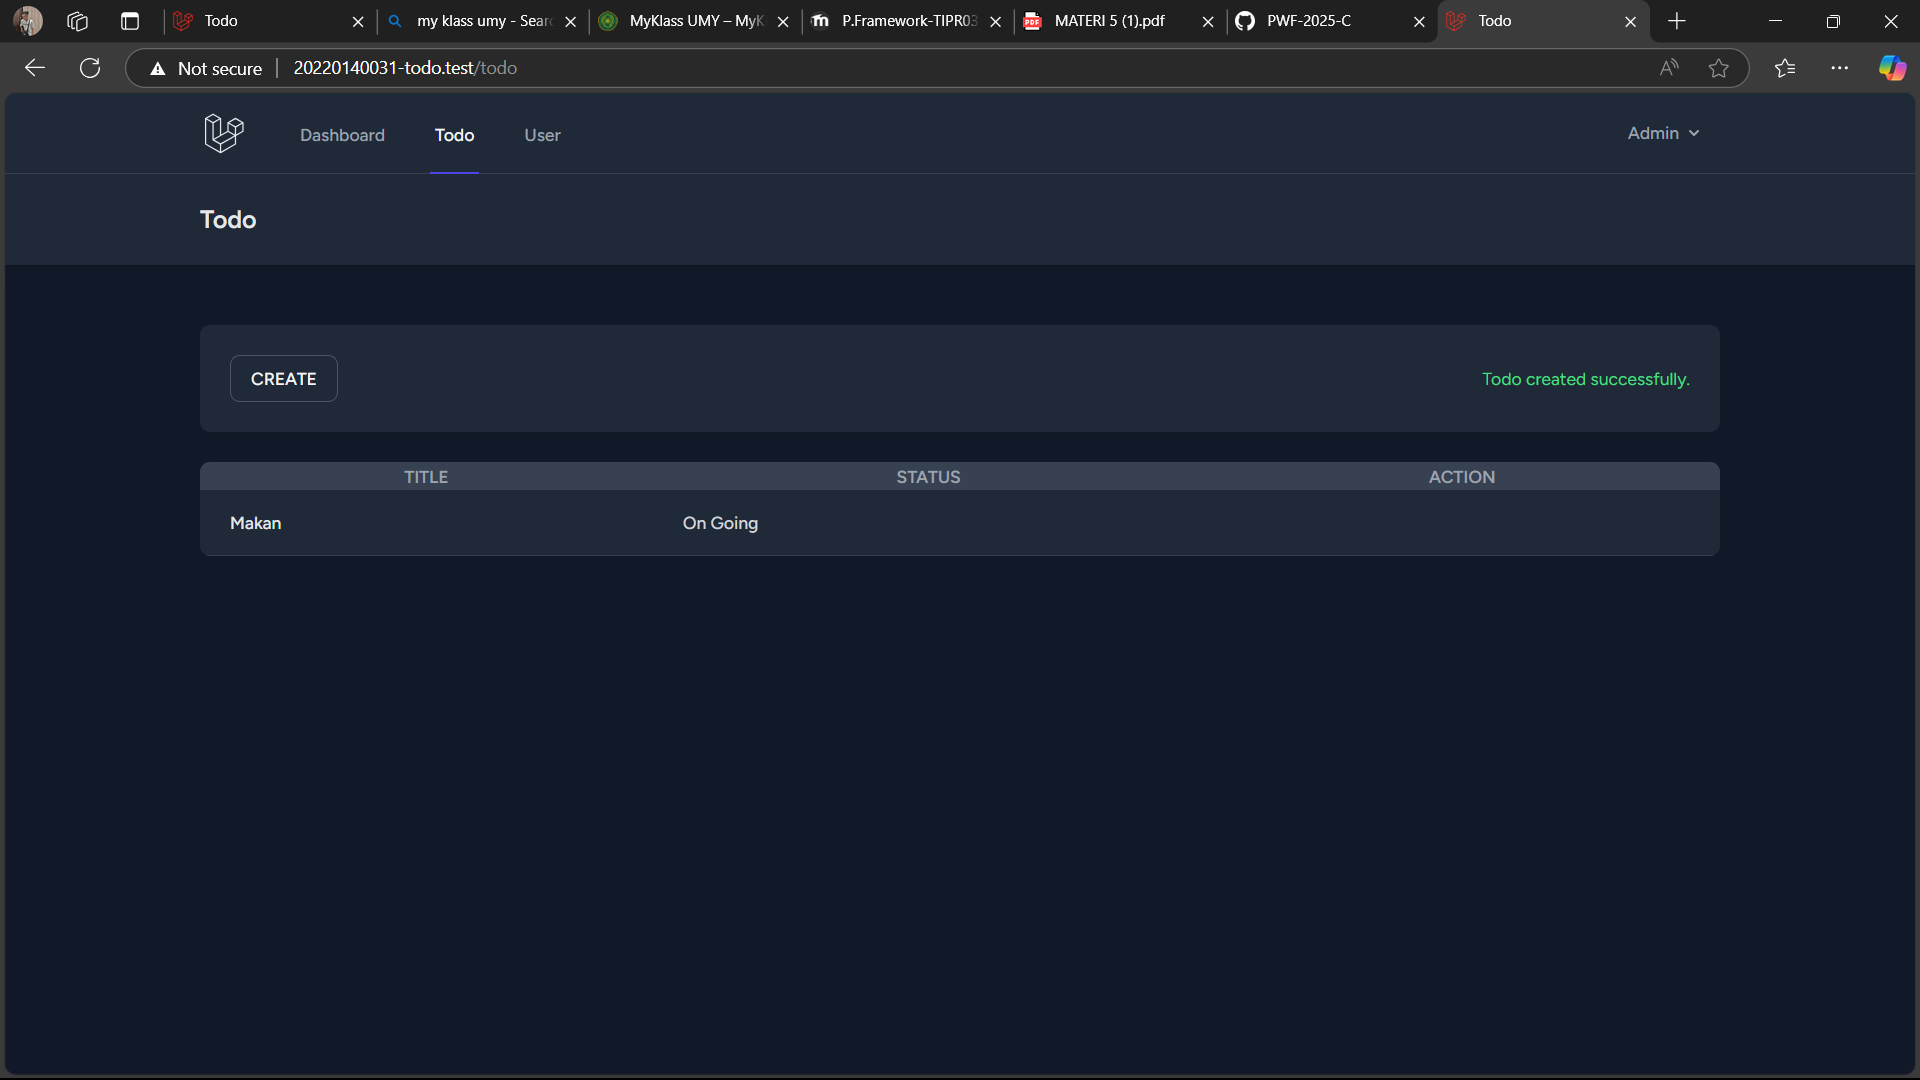 Todo
my klass umy - Sear
MyKlass UMY – MyK
P.Framework-TIPR03
MATERI 5 (1).pdf
PWF-2025-C
Todo
Not secure
20220140031-todo.test/todo
Dashboard
Todo
User
Admin
Todo
CREATE
Todo created successfully.
TITLE
STATUS
ACTION
Makan
On Going